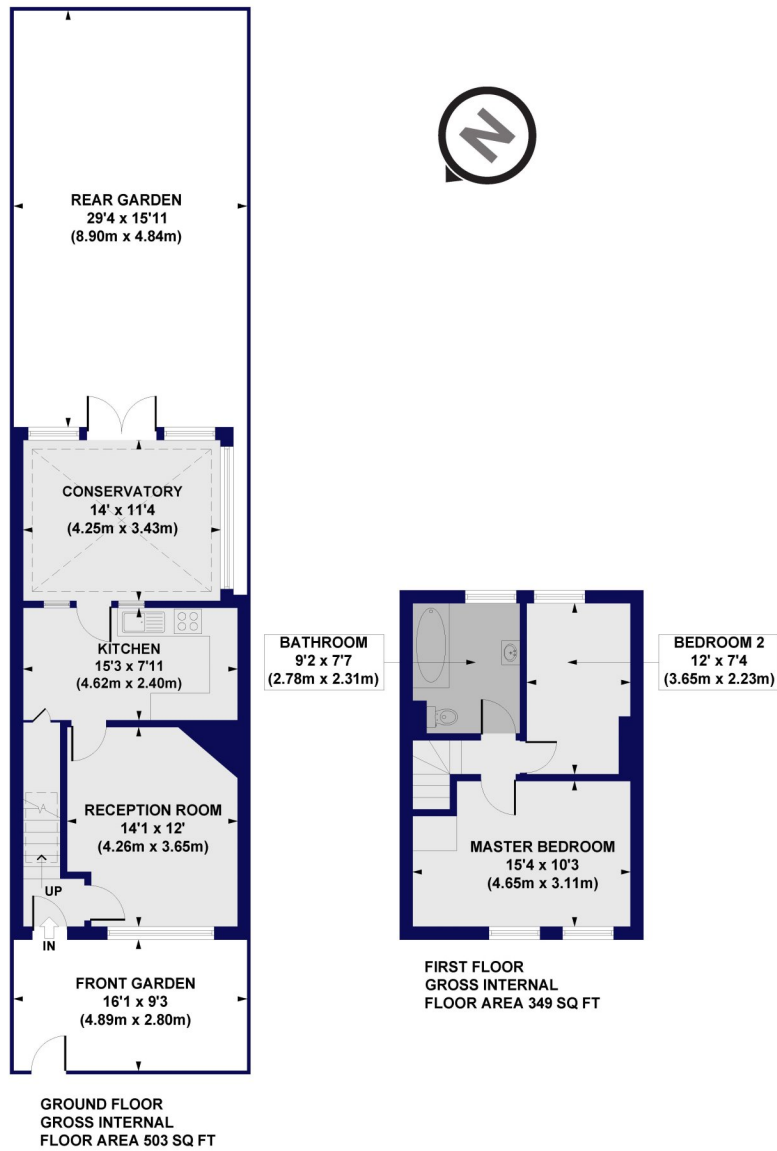 N
REAR GARDEN
29'4 x 15'11
(8.90m x 4.84m)
CONSERVATORY
14' x 11'4
(4.25m x 3.43m)
KITCHEN
15'3 x 7'11
(4.62m x 2.40m)
RECEPTION ROOM
14'1 x 12'
(4.26m x 3.65m)
UP
IN
FRONT GARDEN
16'1 x 9'3
(4.89m x 2.80m)
GROUND FLOOR
GROSS INTERNAL
FLOOR AREA 503 SQ FT
BATHROOM
9'2 x 7'7
(2.78m x 2.31m)
BEDROOM 2
12' x 7'4
(3.65m x 2.23m)
MASTER BEDROOM
15'4 x 10'3
(4.65m x 3.11m)
FIRST FLOOR
GROSS INTERNAL
FLOOR AREA 349 SQ FT